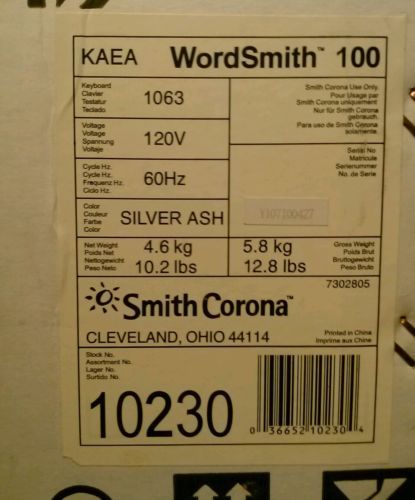 KAEA WordSmith™ 100
Keyboard
Clavier
Testatur
Teclado
1063
Smith Corona Use Only.
Pour Usage par
Smith Corona uniquement
Nur für Smith Corona
gebrauch.
Para uso de Smith Corona
solamente.
Voltage
Voltage
Spannung
Voltaje
120V
Serial No
Matricule
Seriennummer
No. de Serie
Cycle Hz.
Cycle Hz.
Frequenz Hz.
Ciclo Hz.
60Hz
Color
Couleur
Farbe
Color
SILVER ASH
Y107100427
Net Weight
Poids Net
Nettogewicht
Peso Neto
4.6 kg
10.2 lbs
5.8 kg
12.8 lbs
Gross Weight
Poids Brut
Bruttogewicht
Peso Bruto
7302805
Smith Corona™
CLEVELAND, OHIO 44114
Printed in China
Imprime aux Chine
Stock No.
Assortment No.
Lager No.
Surtido No.
10230
0 36652 10230 4